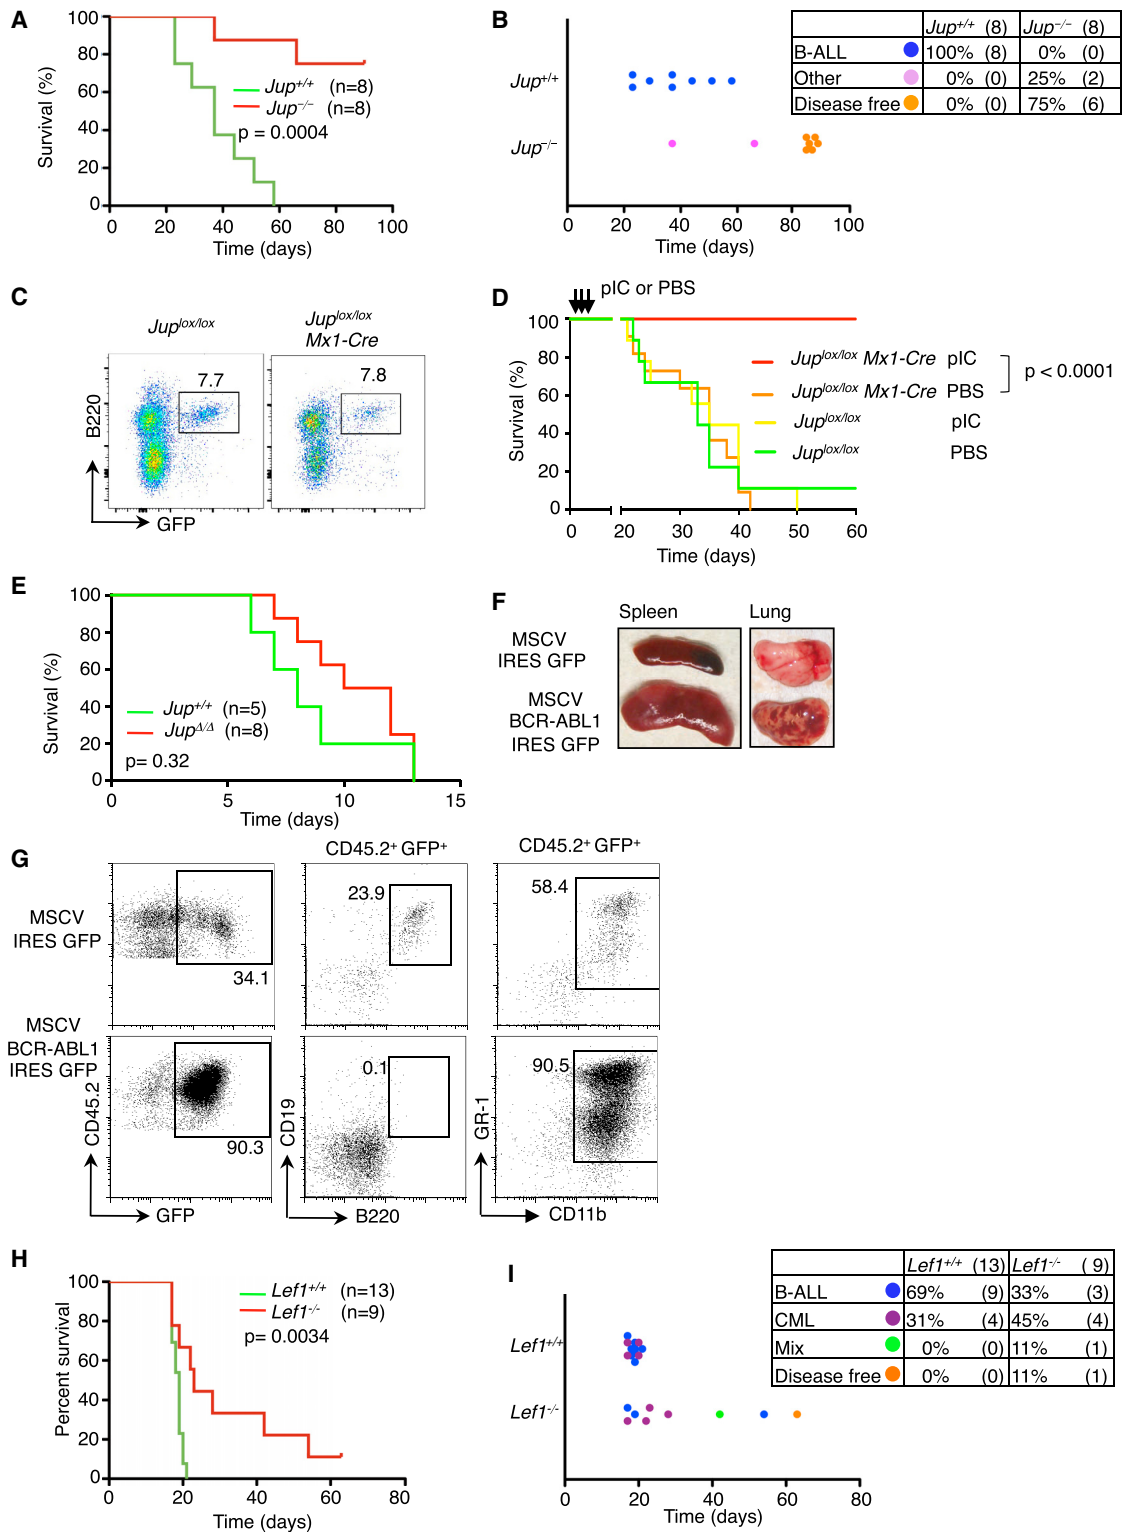 A
100
80
60
40
20
0
Survival (%)
Jup+/+ (n=8)
Jup−/− (n=8)
p = 0.0004
0 20 40 60 80 100
Time (days)
B
Jup+/+ (8) Jup−/− (8)
B-ALL 100% (8) 0% (0)
Other 0% (0) 25% (2)
Disease free 0% (0) 75% (6)
Jup+/+
Jup−/−
0 20 40 60 80 100
Time (days)
C
Juplox/lox
Juplox/lox
Mx1-Cre
7.7
7.8
B220
GFP
D
pIC or PBS
100
80
60
40
20
0
Survival (%)
Juplox/lox Mx1-Cre pIC
Juplox/lox Mx1-Cre PBS
Juplox/lox pIC
Juplox/lox PBS
p < 0.0001
0 20 30 40 50 60
Time (days)
E
100
80
60
40
20
0
Survival (%)
Jup+/+ (n=5)
JupΔ/Δ (n=8)
p= 0.32
0 5 10 15
Time (days)
F
Spleen Lung
MSCV
IRES GFP
MSCV
BCR-ABL1
IRES GFP
G
CD45.2+ GFP+
CD45.2+ GFP+
MSCV
IRES GFP
34.1
23.9
58.4
MSCV
BCR-ABL1
IRES GFP
90.3
0.1
90.5
CD45.2
GFP
CD19
B220
GR-1
CD11b
H
100
80
60
40
20
0
Percent survival
Lef1+/+ (n=13)
Lef1-/- (n=9)
p= 0.0034
0 20 40 60 80
Time (days)
I
Lef1+/+ (13) Lef1-/- ( 9)
B-ALL 69% (9) 33% (3)
CML 31% (4) 45% (4)
Mix 0% (0) 11% (1)
Disease free 0% (0) 11% (1)
Lef1+/+
Lef1-/-
0 20 40 60 80
Time (days)